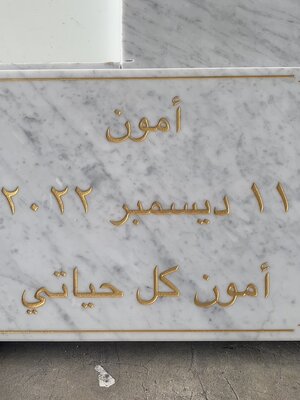 أمون
١١ ديسمبر ٢٠٢٢
أمون كل حياتي